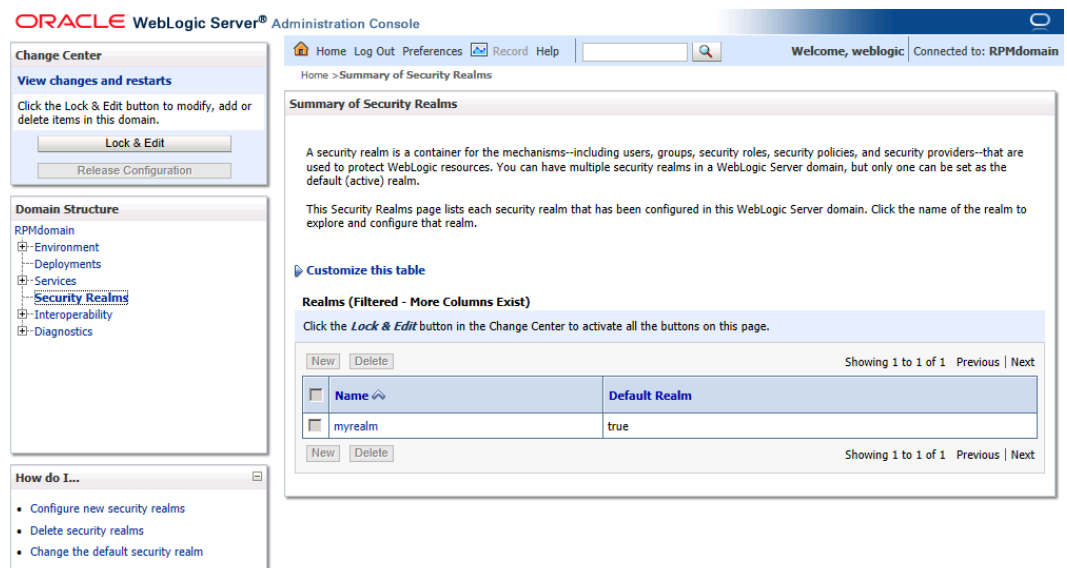 ORACLE WebLogic Server® Administration Console
Change Center
View changes and restarts
Click the Lock & Edit button to modify, add or
delete items in this domain.
Lock & Edit
Release Configuration
Domain Structure
RPMdomain
Environment
Deployments
Services
Security Realms
Interoperability
Diagnostics
How do I...
Configure new security realms
Delete security realms
Change the default security realm
Home Log Out Preferences Record Help
Welcome, weblogic Connected to: RPMdomain
Home >Summary of Security Realms
Summary of Security Realms
A security realm is a container for the mechanisms--including users, groups, security roles, security policies, and security providers--that are
used to protect WebLogic resources. You can have multiple security realms in a WebLogic Server domain, but only one can be set as the
default (active) realm.
This Security Realms page lists each security realm that has been configured in this WebLogic Server domain. Click the name of the realm to
explore and configure that realm.
Customize this table
Realms (Filtered - More Columns Exist)
Click the Lock & Edit button in the Change Center to activate all the buttons on this page.
New Delete Showing 1 to 1 of 1 Previous | Next
Name Default Realm
myrealm true
New Delete Showing 1 to 1 of 1 Previous | Next